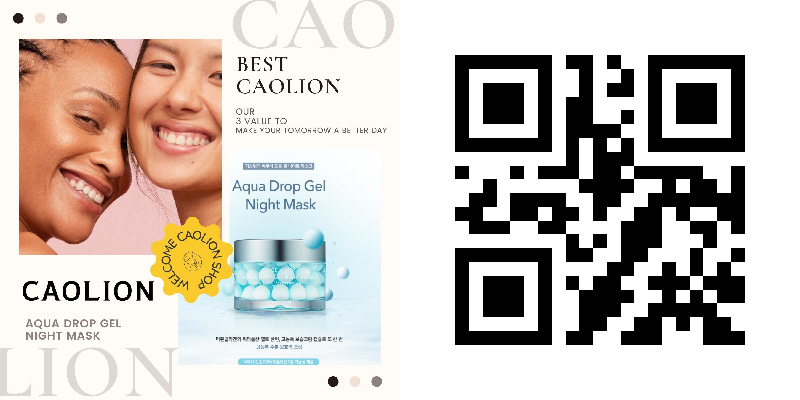 CAO
BEST
CAOLION
OUR
3 VALUE TO
MAKE YOUR TOMORROW A BETTER DAY
Aqua Drop Gel
Night Mask
WELCOME CAOLION SHOP
CAOLION
AQUA DROP GEL
NIGHT MASK
LION